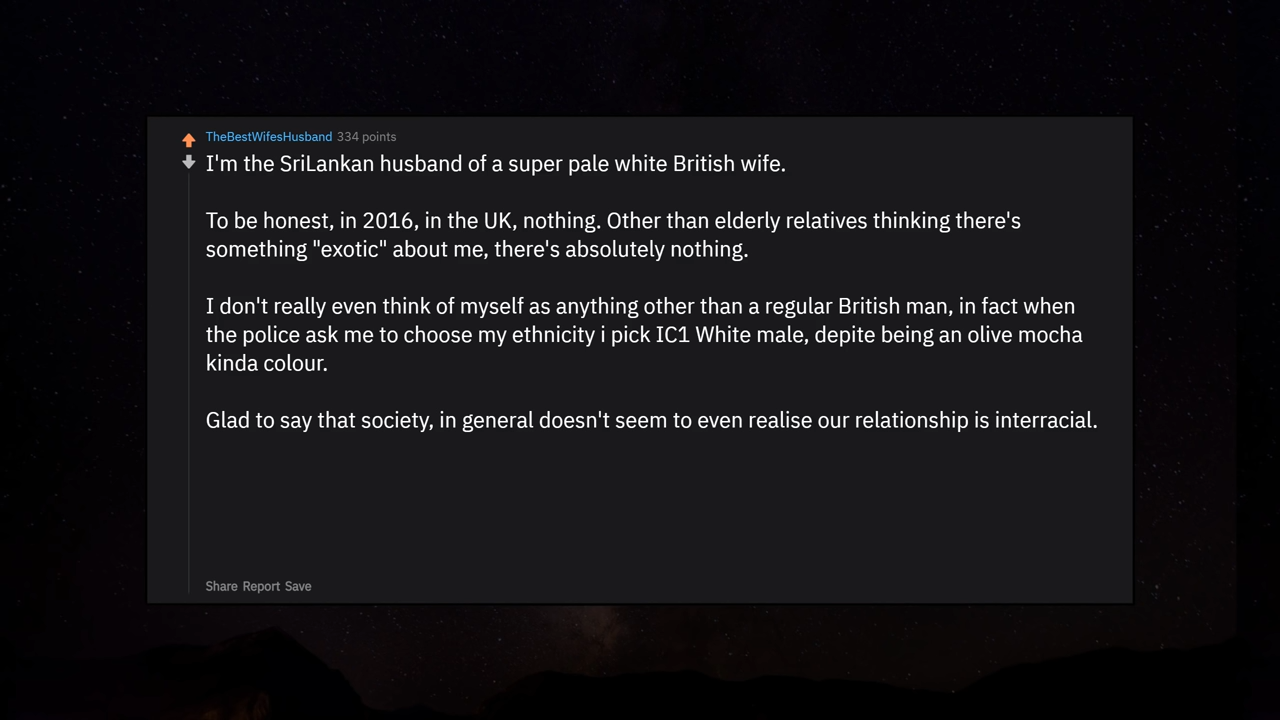 TheBestWifesHusband 334 points
I'm the SriLankan husband of a super pale white British wife.
To be honest, in 2016, in the UK, nothing. Other than elderly relatives thinking there's
something "exotic" about me, there's absolutely nothing.
I don't really even think of myself as anything other than a regular British man, in fact when
the police ask me to choose my ethnicity i pick IC1 White male, depite being an olive mocha
kinda colour.
Glad to say that society, in general doesn't seem to even realise our relationship is interracial.
Share Report Save